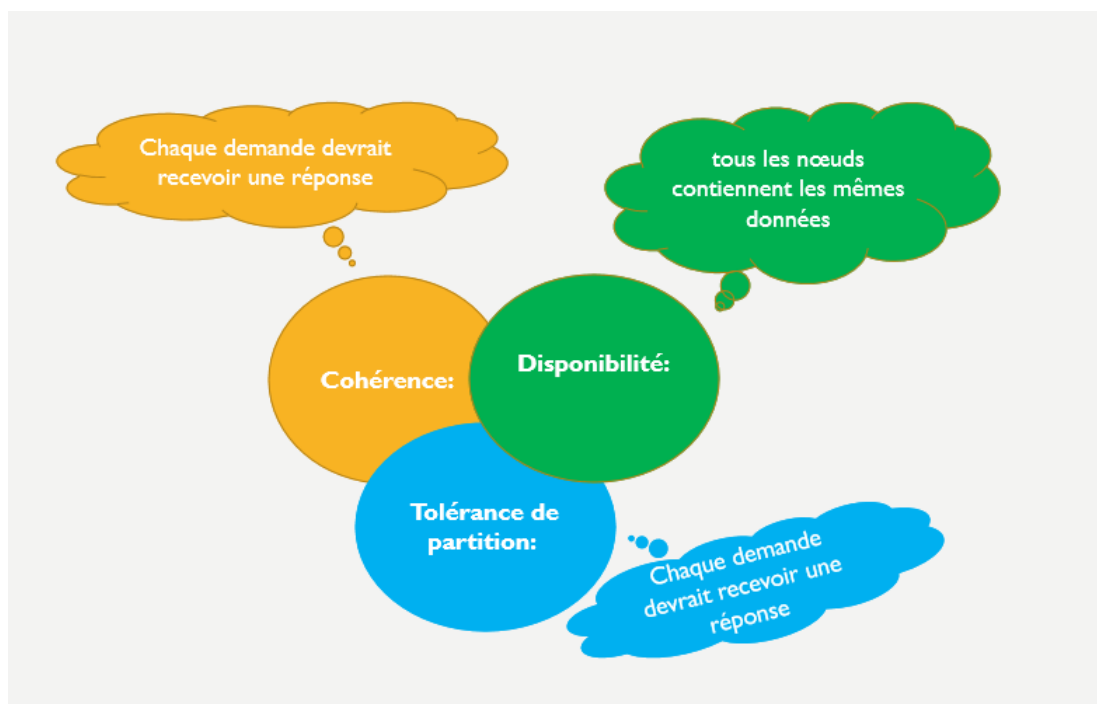 Chaque demande devrait
recevoir une réponse
tous les nœuds
contiennent les mêmes
données
Cohérence:
Disponibilité:
Tolérance de
partition:
Chaque demande
devrait recevoir une
réponse